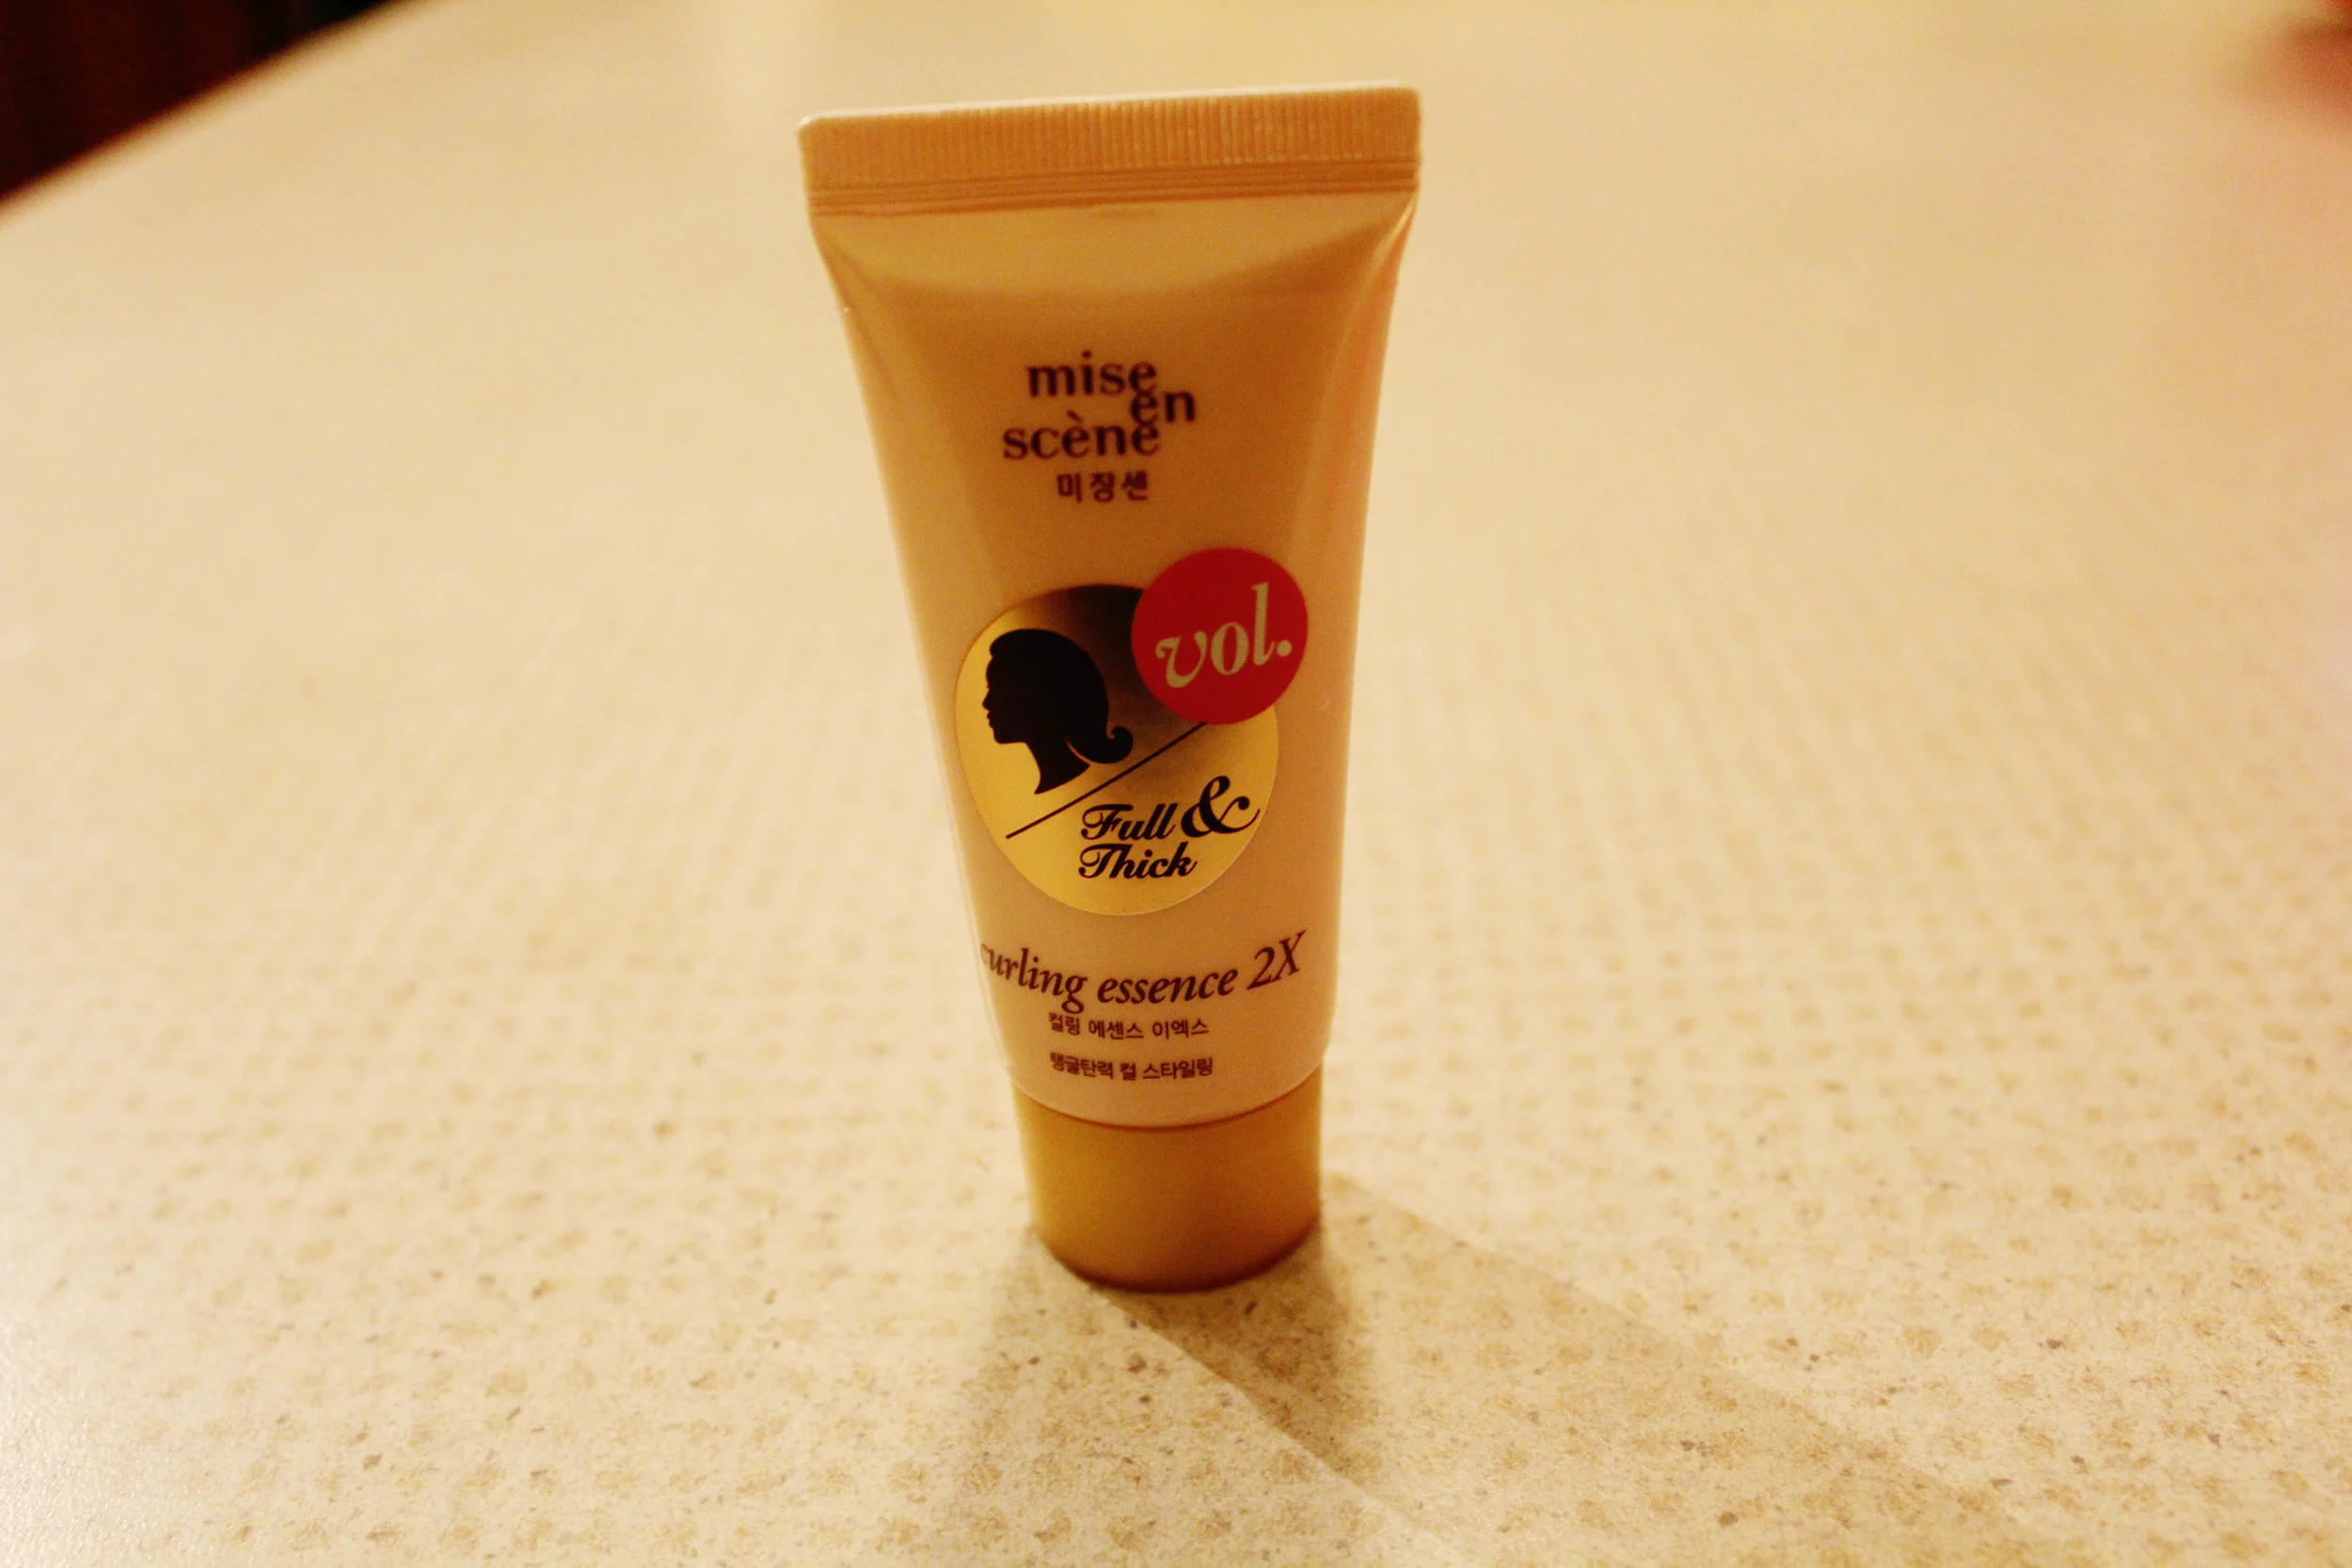 mise
en
scène
미장센
vol.
Full &
Thick
curling essence 2X
컬링 에센스 이엑스
탱글탄력 컬 스타일링